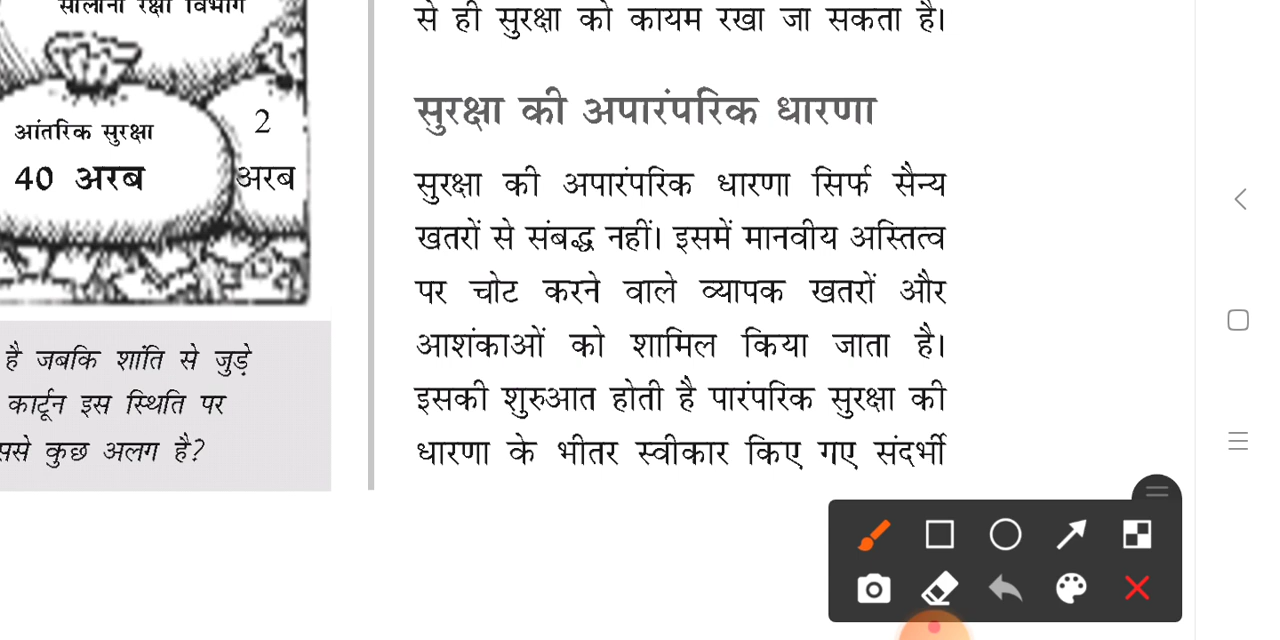 सालाना रक्षा विभाग
आंतरिक सुरक्षा
40 अरब
2
अरब
है जबकि शांति से जुड़े
कार्टून इस स्थिति पर
ससे कुछ अलग है?
से ही सुरक्षा को कायम रखा जा सकता है।
सुरक्षा की अपारंपरिक धारणा
सुरक्षा की अपारंपरिक धारणा सिर्फ सैन्य
खतरों से संबद्ध नहीं। इसमें मानवीय अस्तित्व
पर चोट करने वाले व्यापक खतरों और
आशंकाओं को शामिल किया जाता है।
इसकी शुरुआत होती है पारंपरिक सुरक्षा की
धारणा के भीतर स्वीकार किए गए संदर्भी